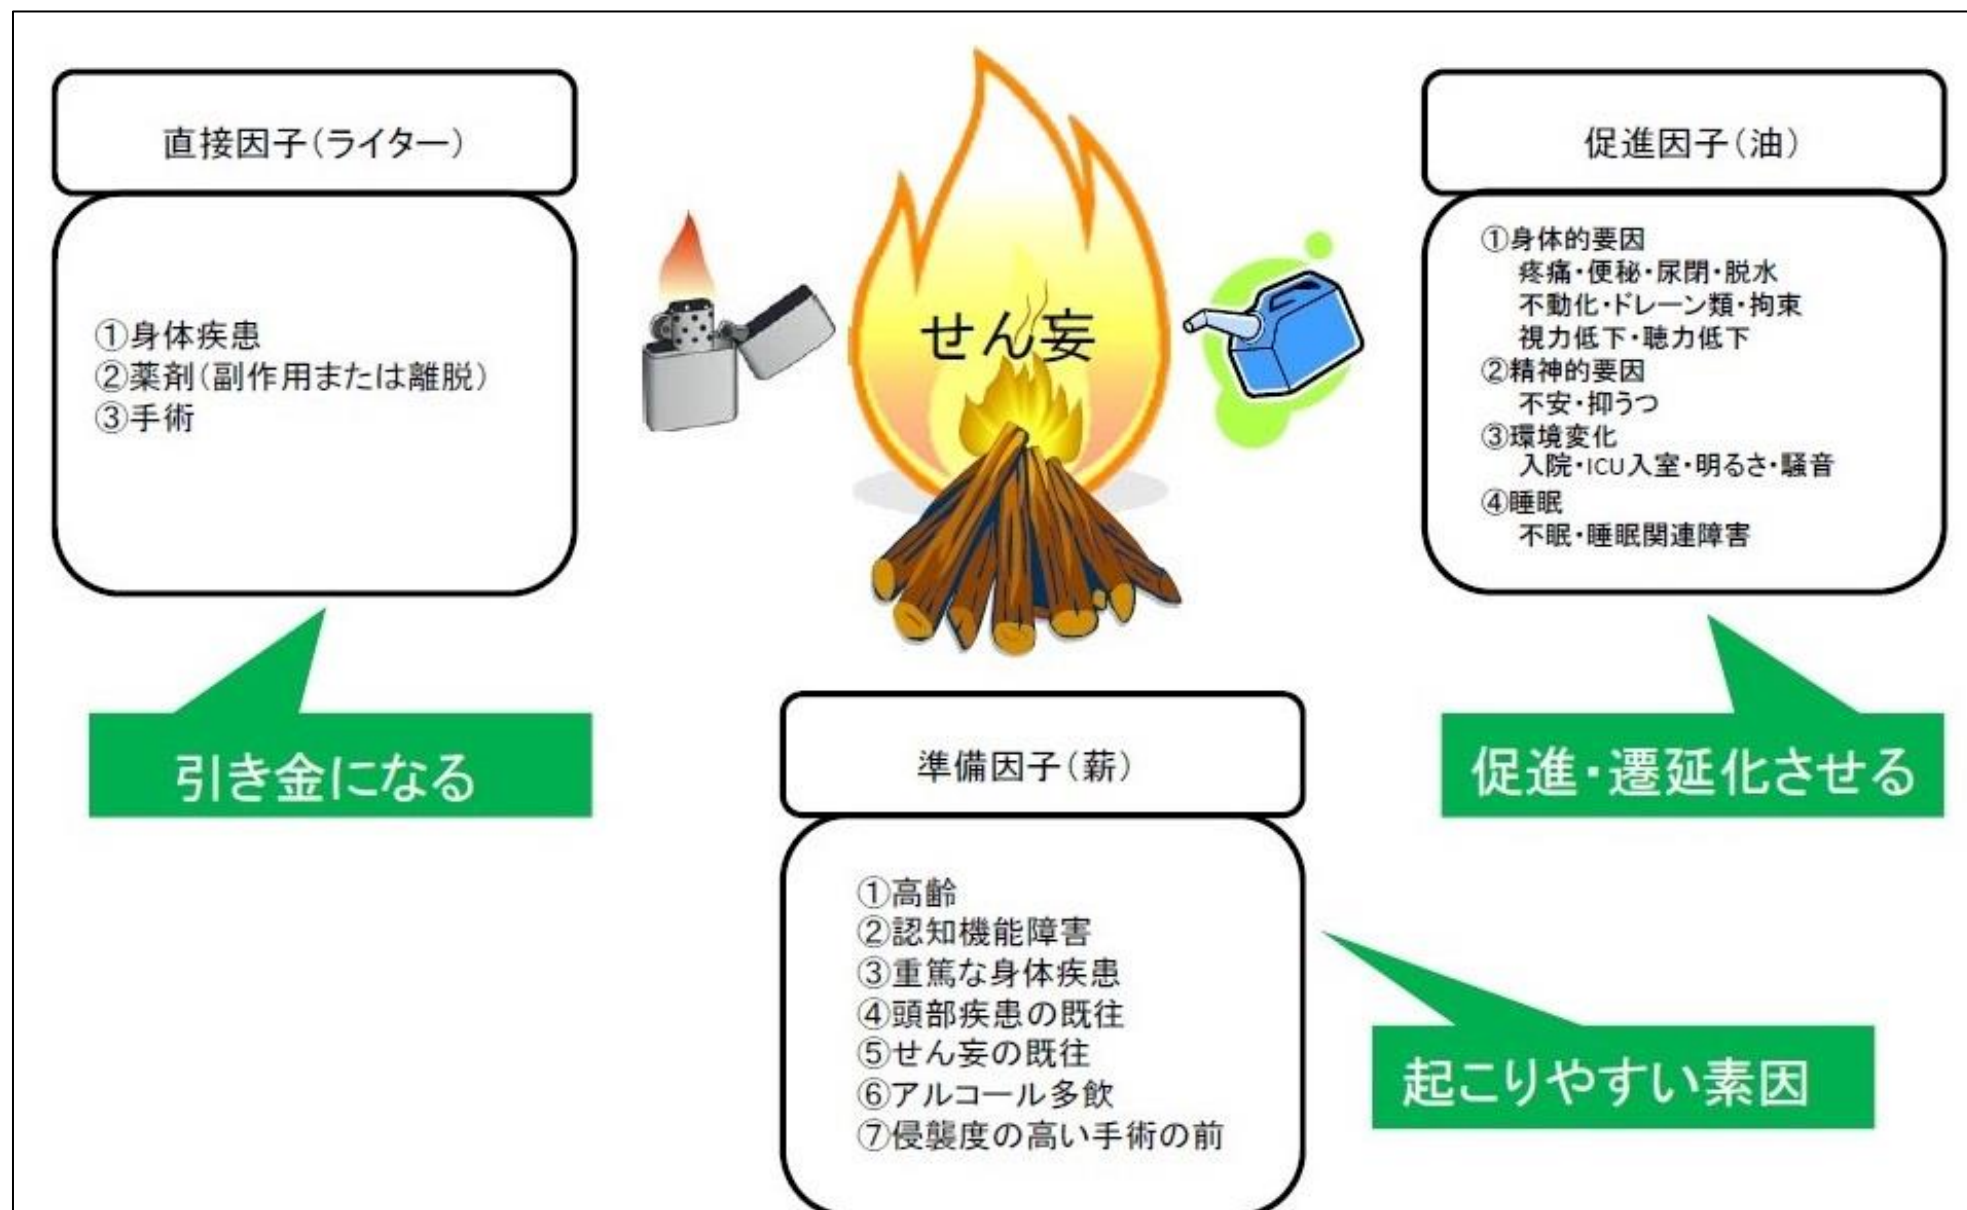 直接因子(ライター)
①身体疾患
②薬剤(副作用または離脱)
③手術
引き金になる
せん妄
促進因子(油)
①身体的要因
疼痛・便秘・尿閉・脱水
不動化・ドレーン類・拘束
視力低下・聴力低下
②精神的要因
不安・抑うつ
③環境変化
入院・ICU入室・明るさ・騒音
④睡眠
不眠・睡眠関連障害
促進・遷延化させる
準備因子(薪)
①高齢
②認知機能障害
③重篤な身体疾患
④頭部疾患の既往
⑤せん妄の既往
⑥アルコール多飲
⑦侵襲度の高い手術の前
起こりやすい素因